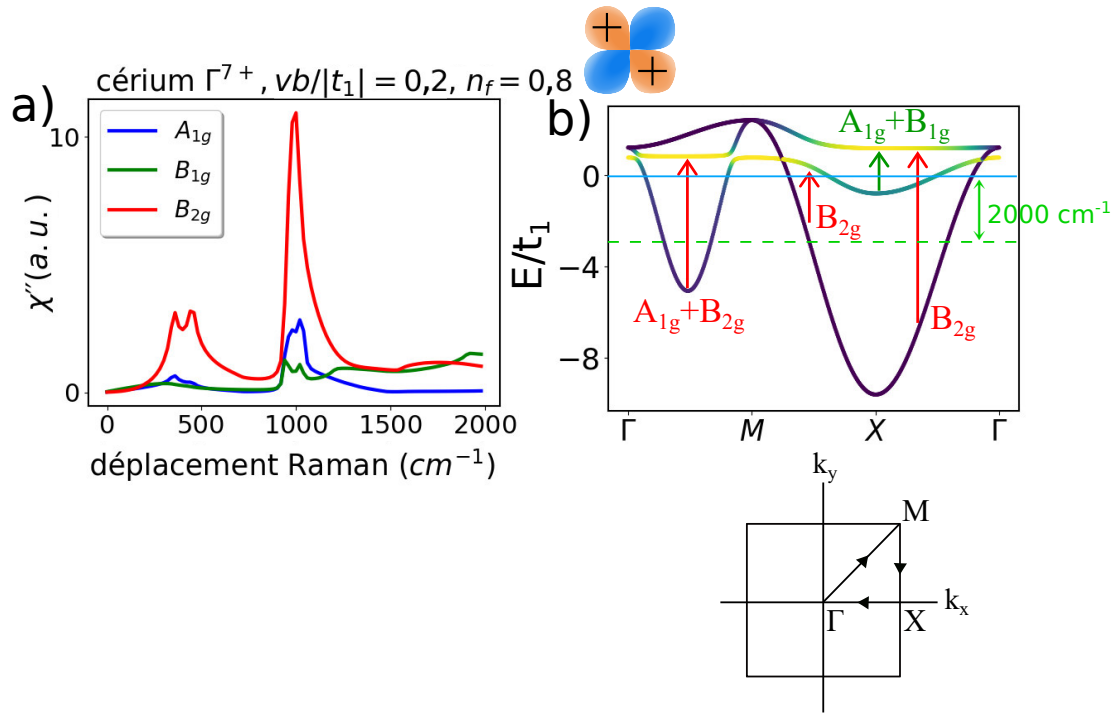 +
+
cérium Γ⁷⁺, vb/|t₁| = 0,2, n_f = 0,8
a)
A₁g
B₁g
B₂g
10
0
χ″(a. u.)
0
500
1000
1500
2000
déplacement Raman (cm⁻¹)
b)
A₁g+B₁g
0
−4
−8
E/t₁
2000 cm⁻¹
B₂g
A₁g+B₂g
B₂g
Γ
M
X
Γ
k_y
M
Γ
X
k_x